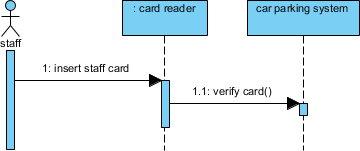 : card reader
car parking system
staff
1: insert staff card
1.1: verify card()